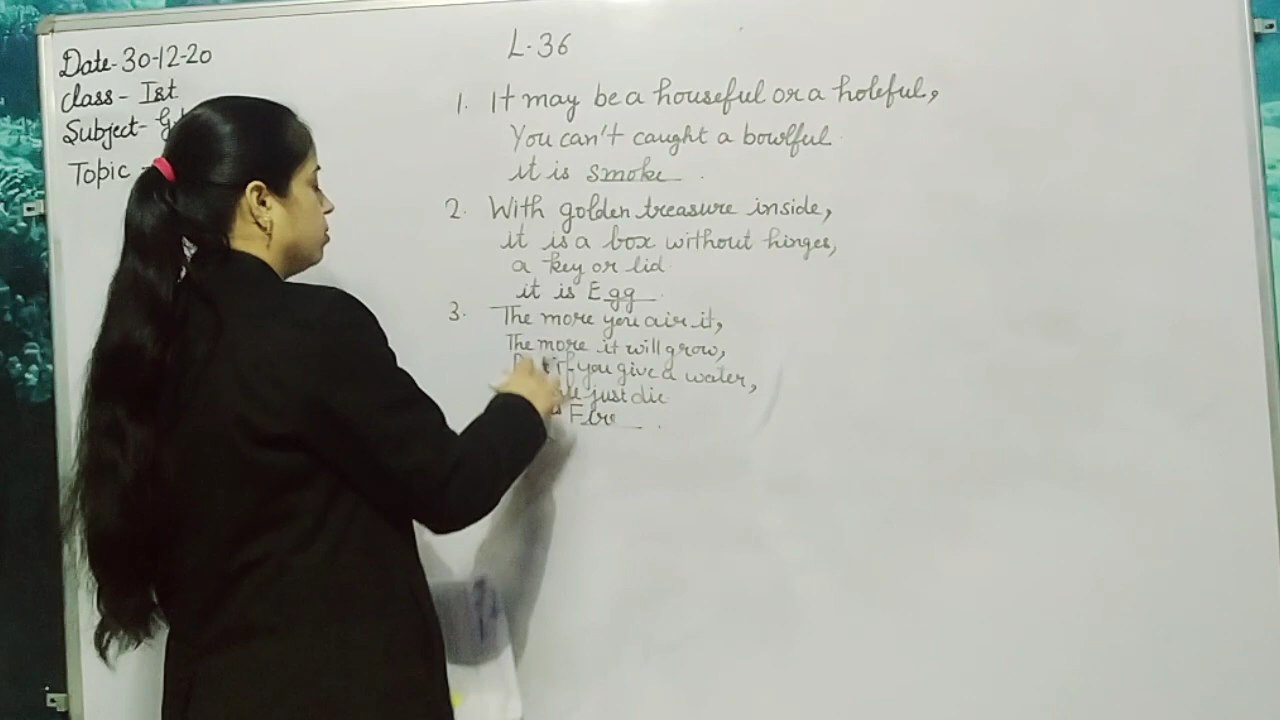 Date-30-12-20
Class - Ist
Subject-
Topic -
L-36
1. It may be a houseful or a holeful,
You can't caught a bowlful
it is smoke.
2. With golden treasure inside,
it is a box without hinges,
a key or lid
it is Egg.
3. The more you air it,
The more it will grow,
if you give a water,
just die
.